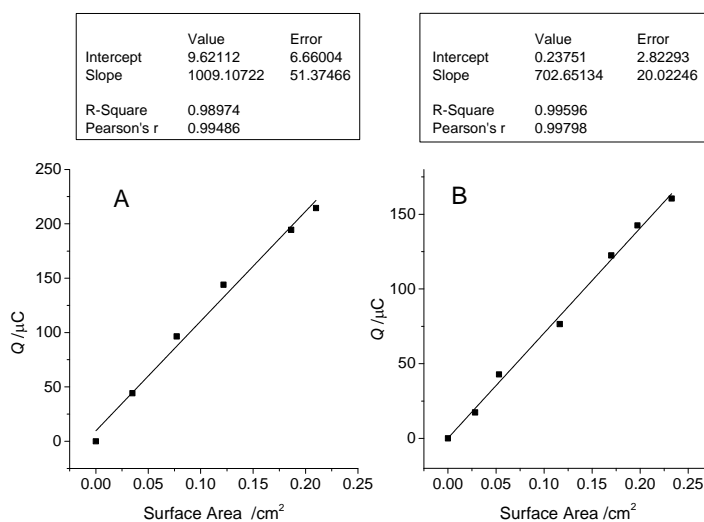 Value Error
Intercept 9.62112 6.66004
Slope 1009.10722 51.37466
R-Square 0.98974
Pearson's r 0.99486
Value Error
Intercept 0.23751 2.82293
Slope 702.65134 20.02246
R-Square 0.99596
Pearson's r 0.99798
A
250
200
150
100
50
0
Q /μC
0.00 0.05 0.10 0.15 0.20 0.25
Surface Area /cm²
B
150
100
50
0
Q /μC
0.00 0.05 0.10 0.15 0.20 0.25
Surface Area /cm²